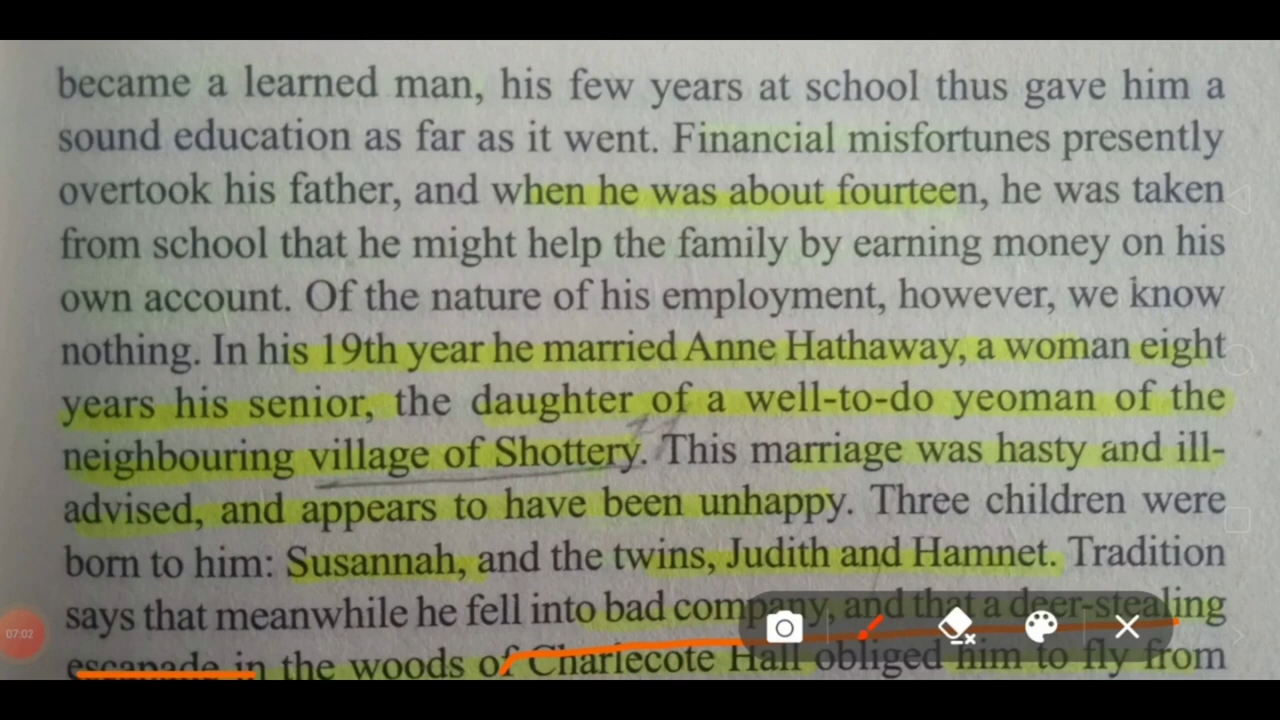 became a learned man, his few years at school thus gave him a
sound education as far as it went. Financial misfortunes presently
overtook his father, and when he was about fourteen, he was taken
from school that he might help the family by earning money on his
own account. Of the nature of his employment, however, we know
nothing. In his 19th year he married Anne Hathaway, a woman eight
years his senior, the daughter of a well-to-do yeoman of the
neighbouring village of Shottery. This marriage was hasty and ill-
advised, and appears to have been unhappy. Three children were
born to him: Susannah, and the twins, Judith and Hamnet. Tradition
says that meanwhile he fell into bad company, and that a deer-stealing
escapade in the woods of Charlecote Hall obliged him to fly from
07:02